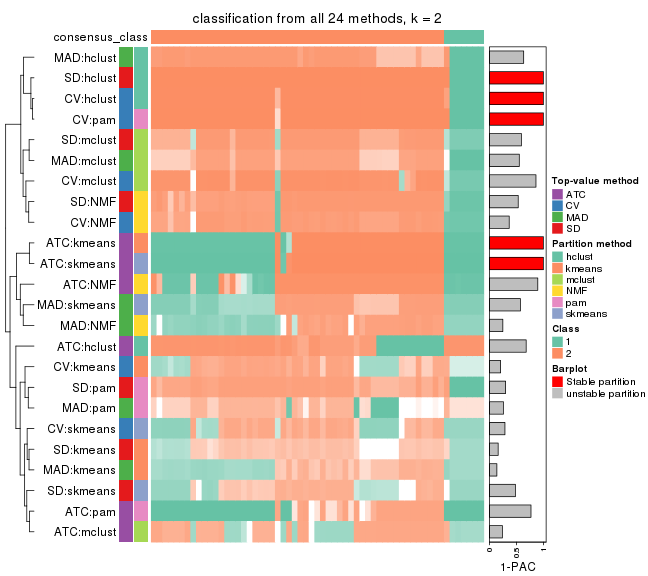 classification from all 24 methods, k = 2
consensus_class
MAD:hclust
SD:hclust
CV:hclust
CV:pam
SD:mclust
MAD:mclust
CV:mclust
SD:NMF
CV:NMF
ATC:kmeans
ATC:skmeans
ATC:NMF
MAD:skmeans
MAD:NMF
ATC:hclust
CV:kmeans
SD:pam
MAD:pam
CV:skmeans
SD:kmeans
MAD:kmeans
SD:skmeans
ATC:pam
ATC:mclust
0 0.5 1
1-PAC
Top-value method
ATC
CV
MAD
SD
Partition method
hclust
kmeans
mclust
NMF
pam
skmeans
Class
1
2
Barplot
Stable partition
unstable partition